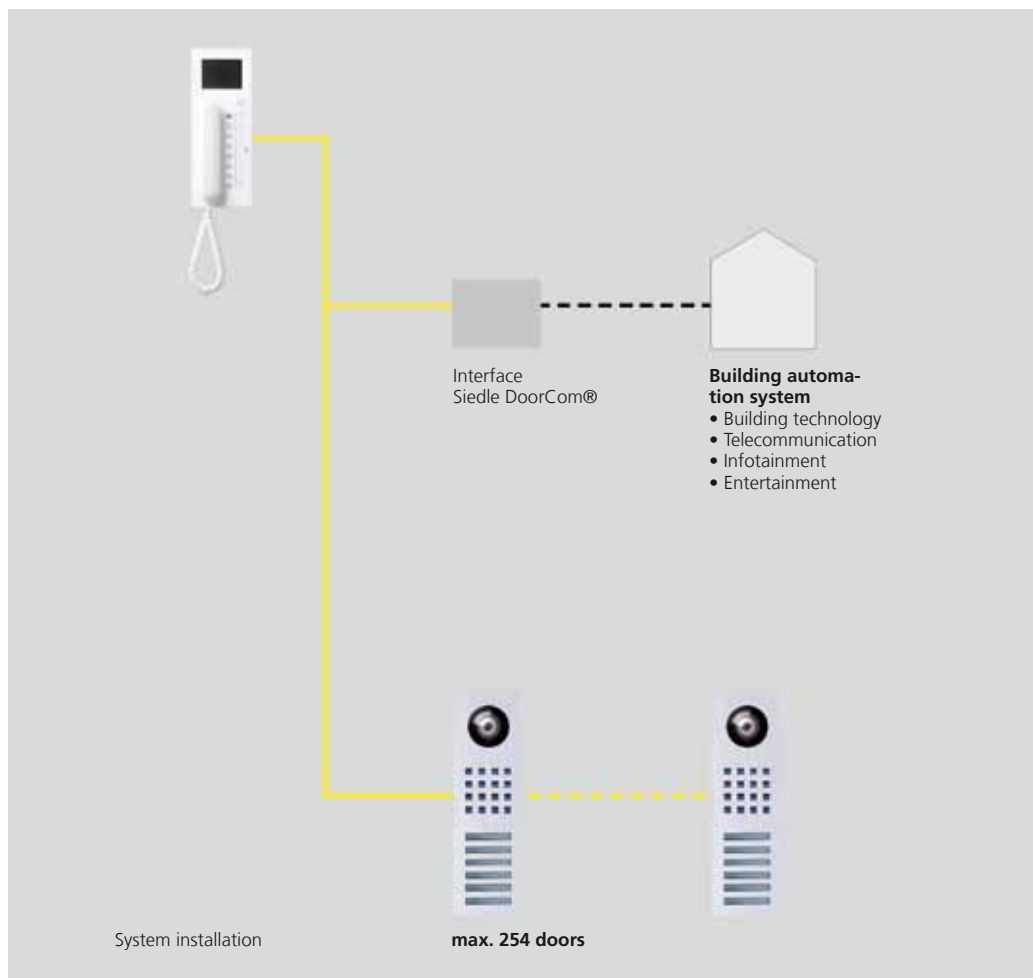 Interface
Siedle DoorCom®
Building automa-
tion system
• Building technology
• Telecommunication
• Infotainment
• Entertainment
System installation
max. 254 doors